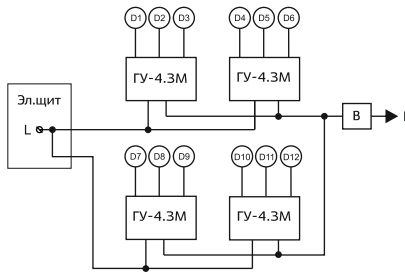 D1 D2 D3 D4 D5 D6
ГУ-4.3М ГУ-4.3М
Эл.щит
L
В
D7 D8 D9 D10 D11 D12
ГУ-4.3М ГУ-4.3М